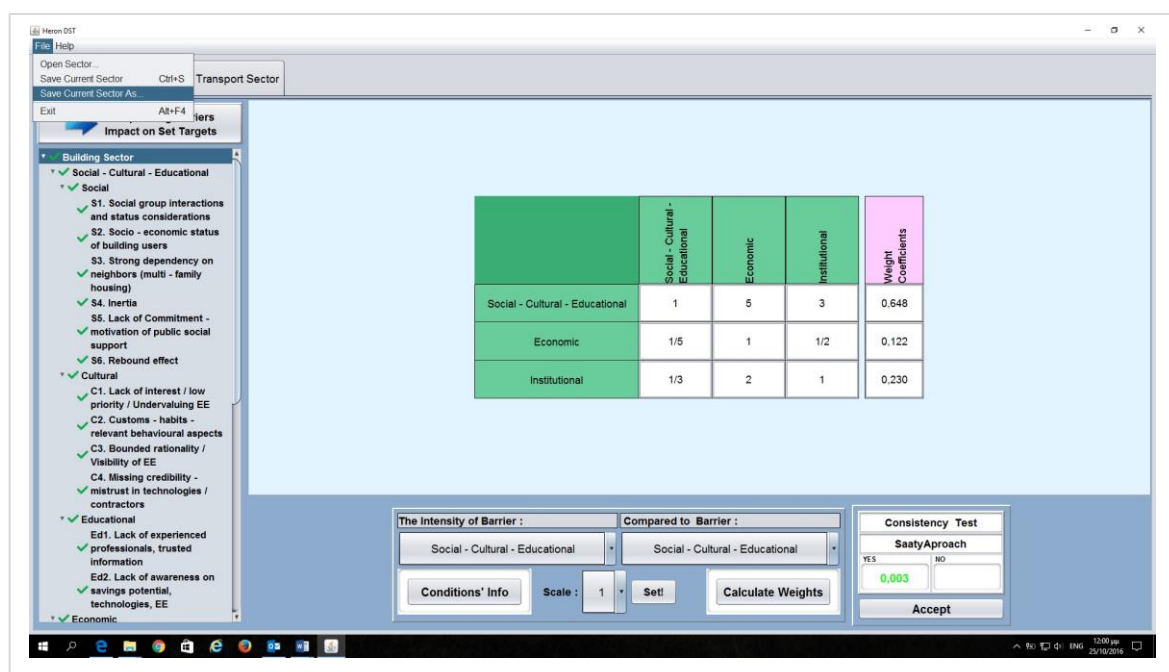 Heron DST
File Help
Open Sector...
Save Current Sector Ctrl+S
Save Current Sector As...
Exit Alt+F4
Transport Sector
iers
Impact on Set Targets
Building Sector
Social - Cultural - Educational
Social
S1. Social group interactions
and status considerations
S2. Socio - economic status
of building users
S3. Strong dependency on
neighbors (multi - family
housing)
S4. Inertia
S5. Lack of Commitment -
motivation of public social
support
S6. Rebound effect
Cultural
C1. Lack of interest / low
priority / Undervaluing EE
C2. Customs - habits -
relevant behavioural aspects
C3. Bounded rationality /
Visibility of EE
C4. Missing credibility -
mistrust in technologies /
contractors
Educational
Ed1. Lack of experienced
professionals, trusted
information
Ed2. Lack of awareness on
savings potential,
technologies, EE
Economic
Social - Cultural -
Educational
Economic
Institutional
Weight
Coefficients
Social - Cultural - Educational 1 5 3 0,648
Economic 1/5 1 1/2 0,122
Institutional 1/3 2 1 0,230
The Intensity of Barrier : Compared to Barrier :
Social - Cultural - Educational Social - Cultural - Educational
Conditions' Info Scale : 1 Set! Calculate Weights
Consistency Test
SaatyAproach
YES NO
0,003
Accept
ENG
12:00 μμ
25/10/2016